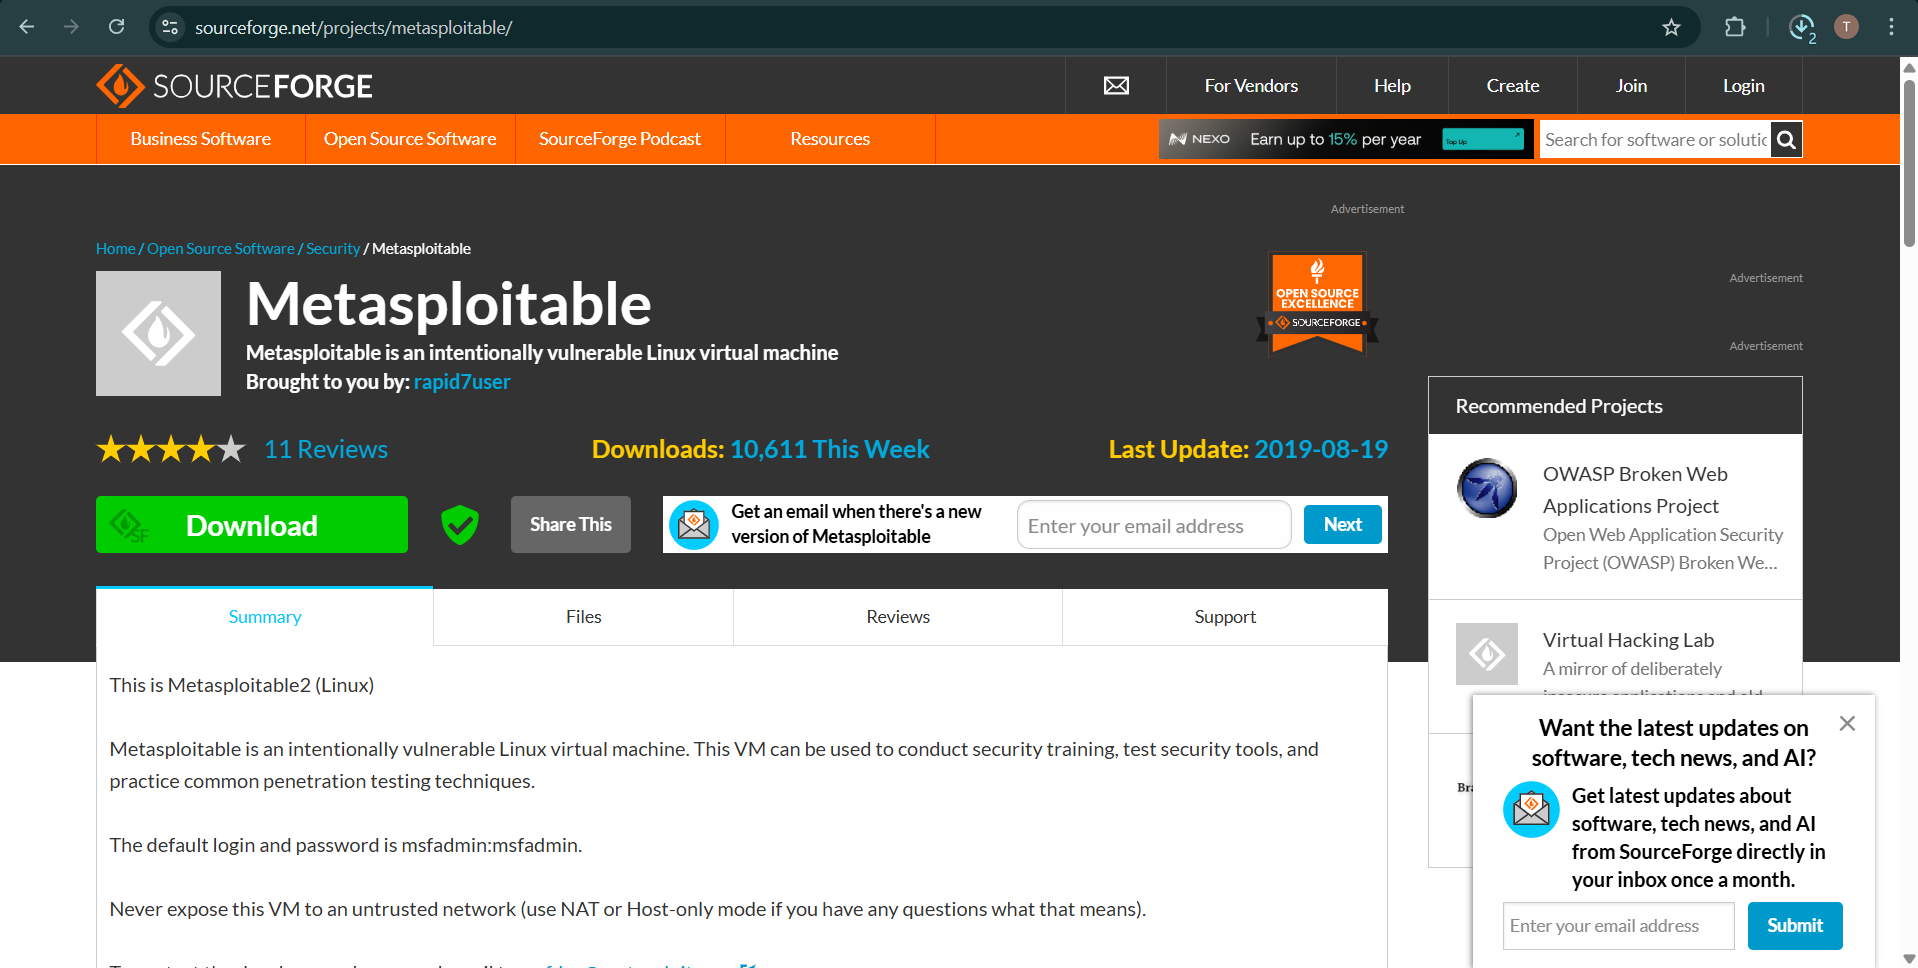 sourceforge.net/projects/metasploitable/
2
T
SOURCEFORGE
For Vendors
Help
Create
Join
Login
Business Software
Open Source Software
SourceForge Podcast
Resources
NEXO
Earn up to 15% per year
Top Up
Search for software or solutic
Advertisement
Home / Open Source Software / Security / Metasploitable
Metasploitable
Metasploitable is an intentionally vulnerable Linux virtual machine
Brought to you by: rapid7user
OPEN SOURCE
EXCELLENCE
SOURCEFORGE
Advertisement
Advertisement
11 Reviews
Downloads: 10,611 This Week
Last Update: 2019-08-19
SF
Download
Share This
Get an email when there's a new
version of Metasploitable
Enter your email address
Next
Recommended Projects
OWASP Broken Web
Applications Project
Open Web Application Security
Project (OWASP) Broken We...
Virtual Hacking Lab
A mirror of deliberately
Summary
Files
Reviews
Support
This is Metasploitable2 (Linux)
Metasploitable is an intentionally vulnerable Linux virtual machine. This VM can be used to conduct security training, test security tools, and
practice common penetration testing techniques.
The default login and password is msfadmin:msfadmin.
Never expose this VM to an untrusted network (use NAT or Host-only mode if you have any questions what that means).
Want the latest updates on
software, tech news, and AI?
Get latest updates about
software, tech news, and AI
from SourceForge directly in
your inbox once a month.
Enter your email address
Submit